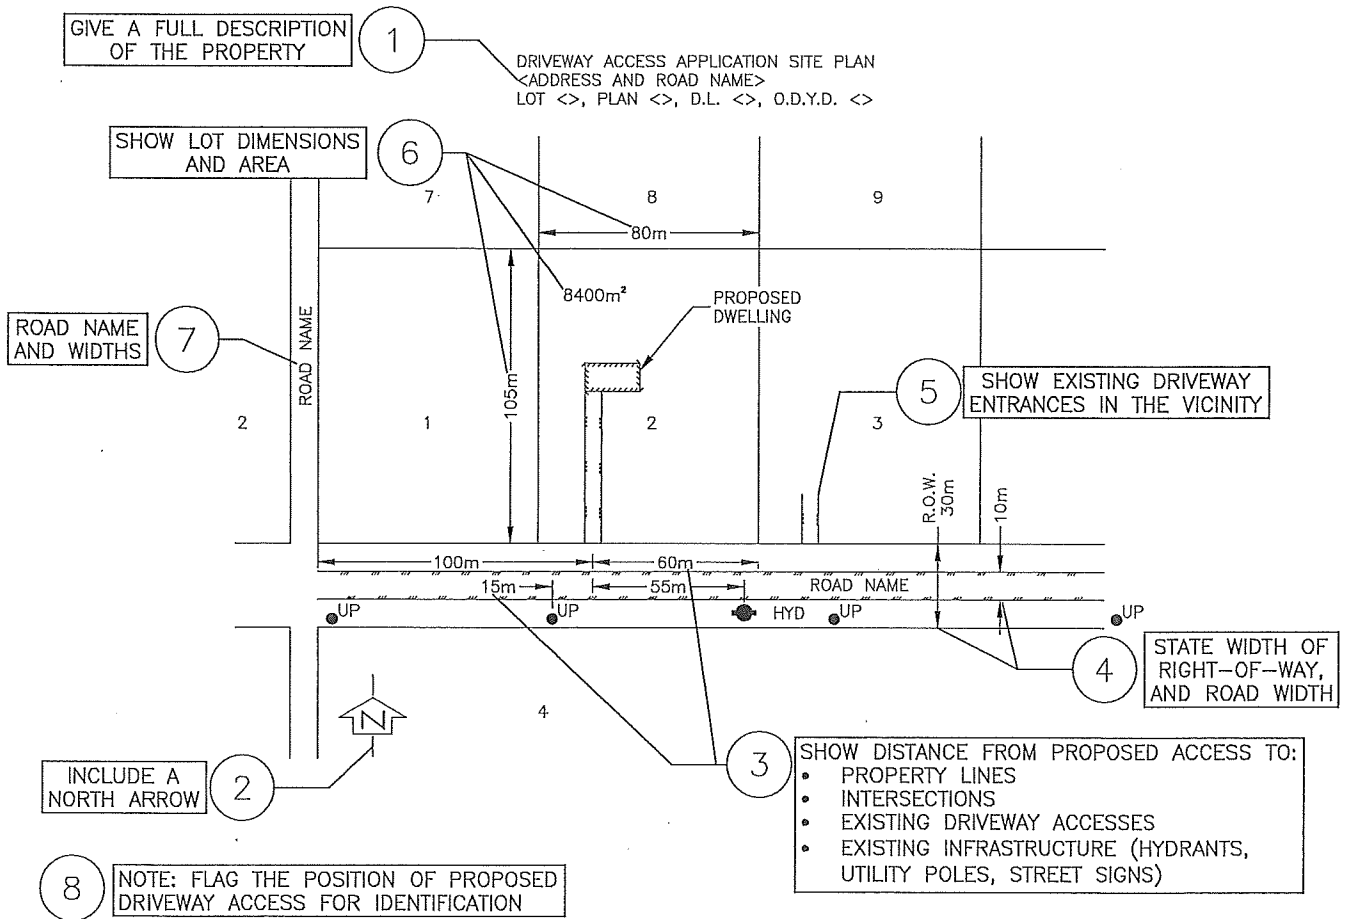 GIVE A FULL DESCRIPTION
OF THE PROPERTY
1
DRIVEWAY ACCESS APPLICATION SITE PLAN
<ADDRESS AND ROAD NAME>
LOT <>, PLAN <>, D.L. <>, O.D.Y.D. <>
SHOW LOT DIMENSIONS
AND AREA
6
7
8
9
80m
8400m²
PROPOSED
DWELLING
ROAD NAME
AND WIDTHS
7
ROAD NAME
105m
5
SHOW EXISTING DRIVEWAY
ENTRANCES IN THE VICINITY
2
1
2
3
R.O.W.
30m
10m
100m
60m
15m
55m
ROAD NAME
UP
UP
HYD
UP
UP
4
STATE WIDTH OF
RIGHT-OF-WAY,
AND ROAD WIDTH
N
4
INCLUDE A
NORTH ARROW
2
3
SHOW DISTANCE FROM PROPOSED ACCESS TO:
• PROPERTY LINES
• INTERSECTIONS
• EXISTING DRIVEWAY ACCESSES
• EXISTING INFRASTRUCTURE (HYDRANTS,
UTILITY POLES, STREET SIGNS)
8
NOTE: FLAG THE POSITION OF PROPOSED
DRIVEWAY ACCESS FOR IDENTIFICATION